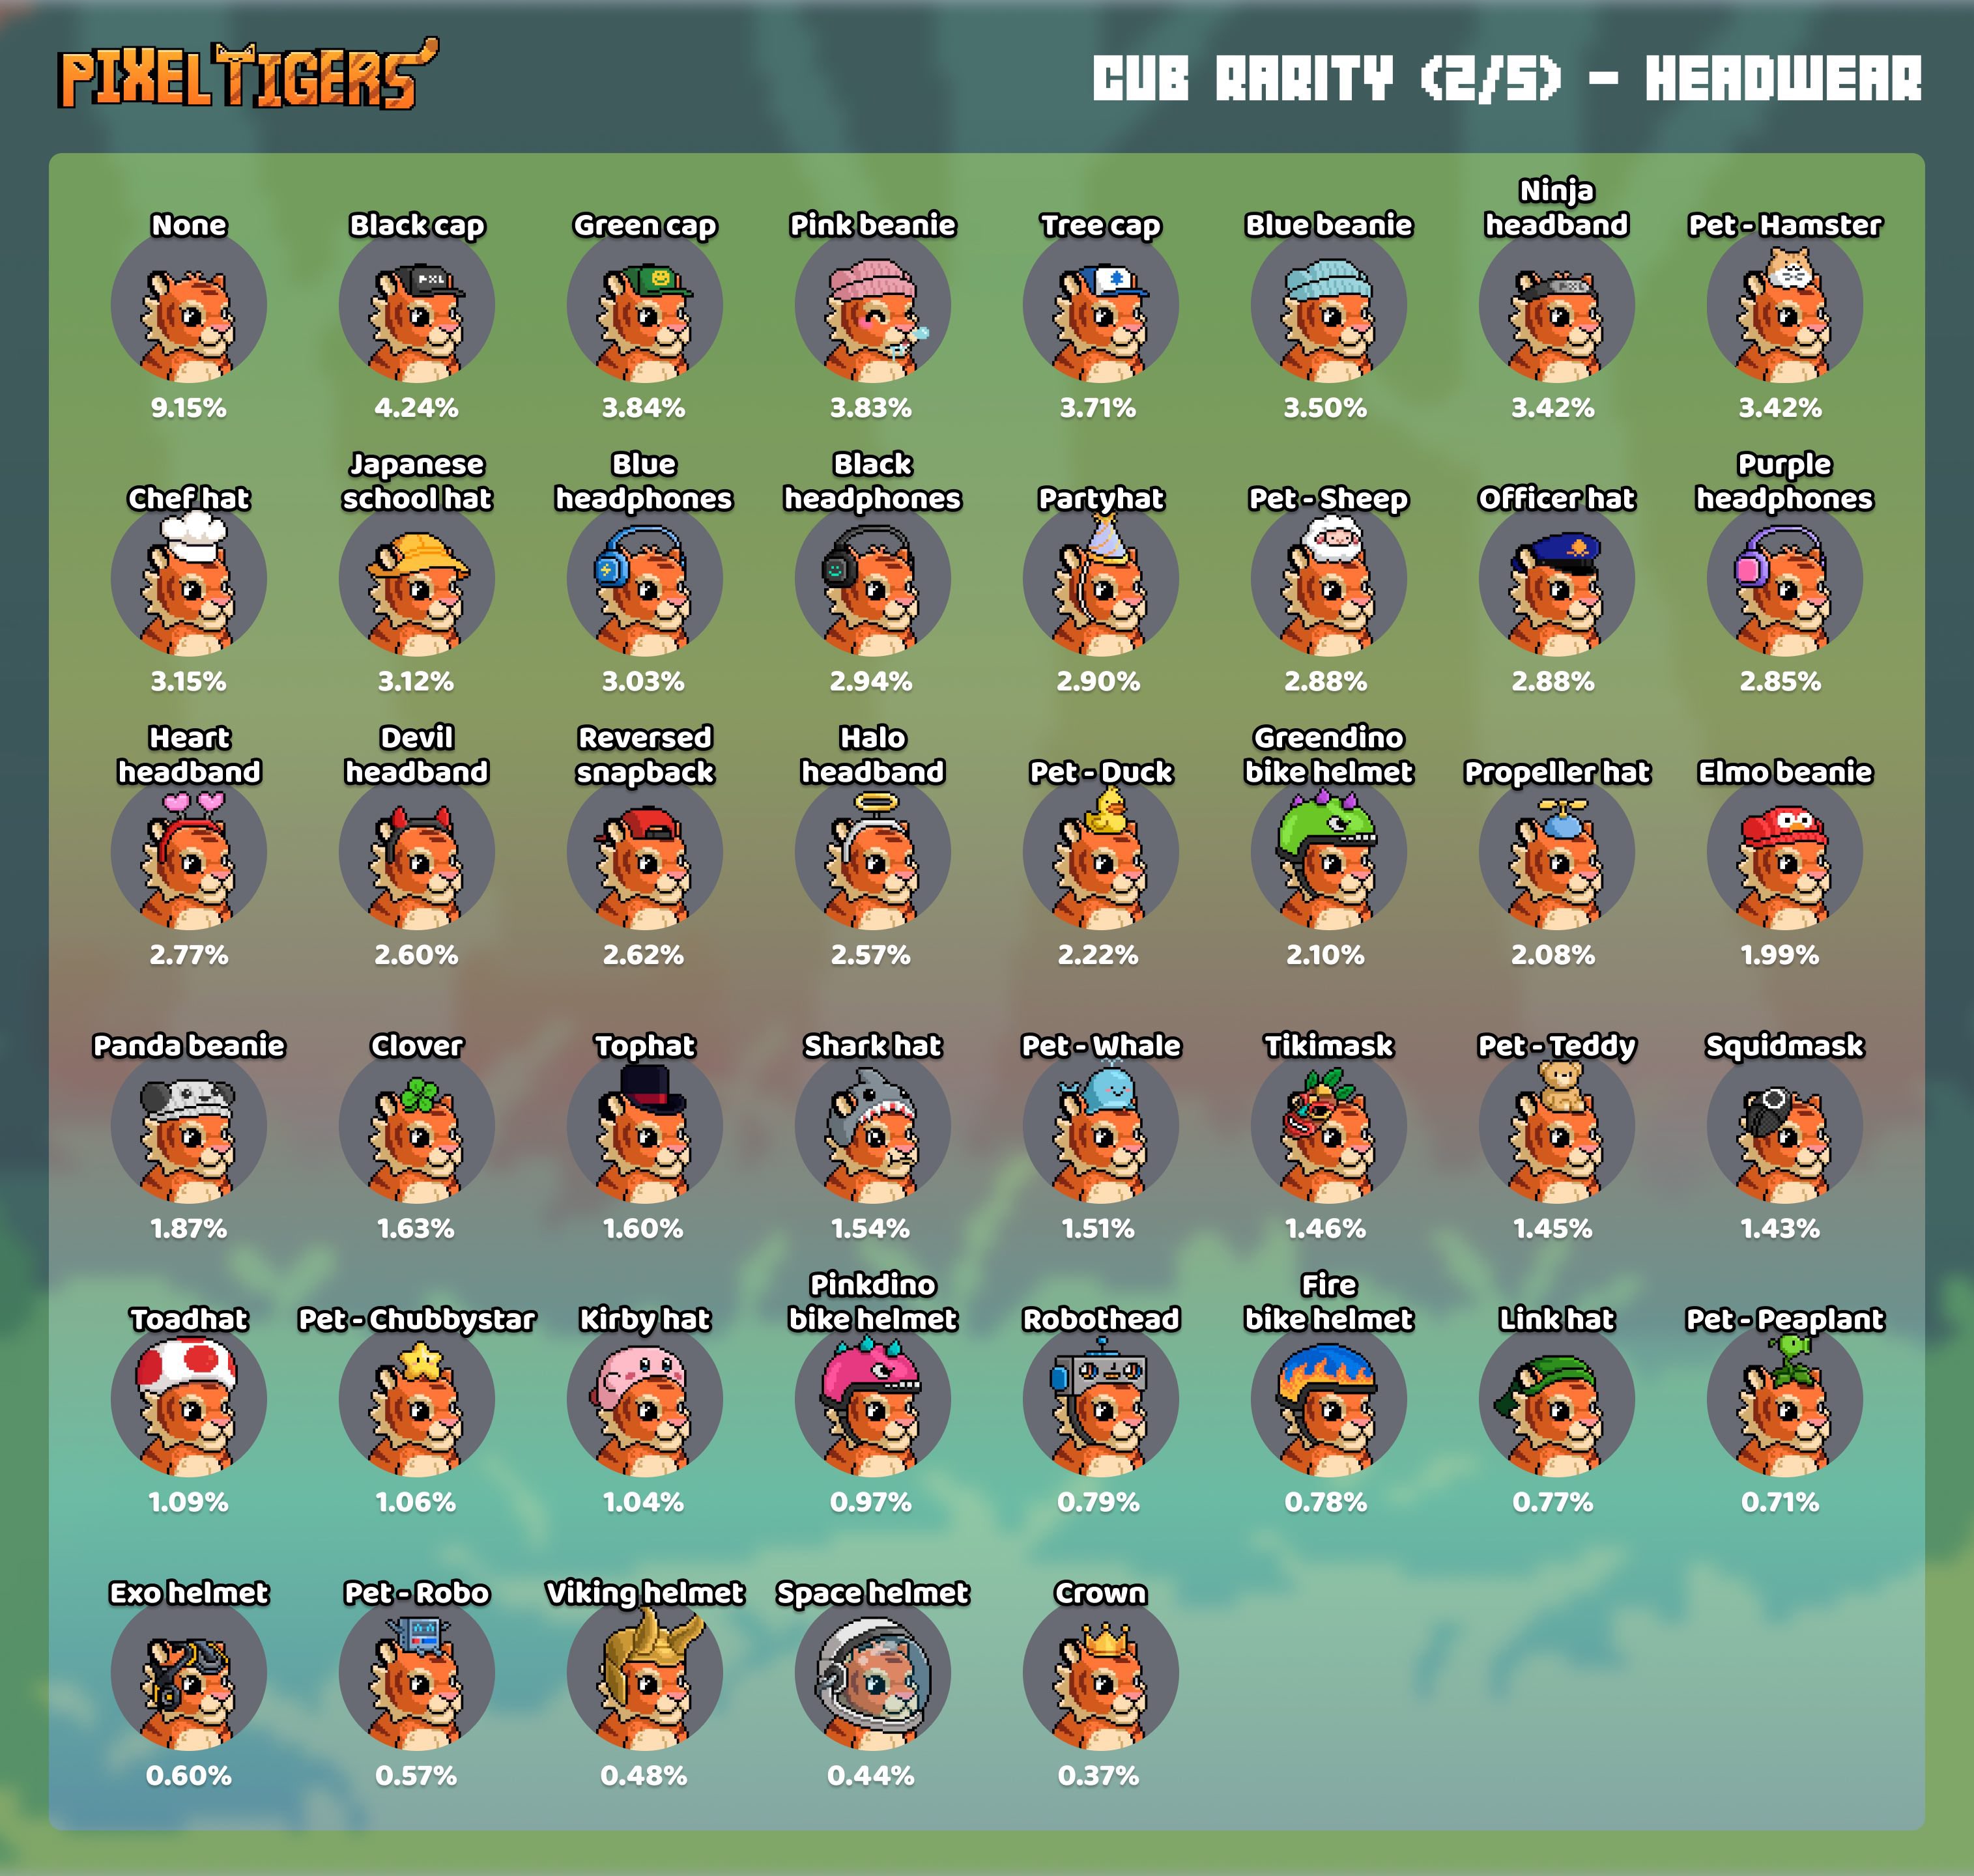 PIXEL TIGERS
CUB RARITY (2/5) - HEADWEAR
None
9.15%
Black cap
PXL
4.24%
Green cap
3.84%
Pink beanie
3.83%
Tree cap
3.71%
Blue beanie
3.50%
Ninja
headband
PXL
3.42%
Pet - Hamster
3.42%
Chef hat
3.15%
Japanese
school hat
3.12%
Blue
headphones
3.03%
Black
headphones
2.94%
Partyhat
2.90%
Pet - Sheep
2.88%
Officer hat
2.88%
Purple
headphones
2.85%
Heart
headband
2.77%
Devil
headband
2.60%
Reversed
snapback
2.62%
Halo
headband
2.57%
Pet - Duck
2.22%
Greendino
bike helmet
2.10%
Propeller hat
2.08%
Elmo beanie
1.99%
Panda beanie
1.87%
Clover
1.63%
Tophat
1.60%
Shark hat
1.54%
Pet - Whale
1.51%
Tikimask
1.46%
Pet - Teddy
1.45%
Squidmask
1.43%
Toadhat
1.09%
Pet - Chubbystar
1.06%
Kirby hat
1.04%
Pinkdino
bike helmet
0.97%
Robothead
0.79%
Fire
bike helmet
0.78%
Link hat
0.77%
Pet - Peaplant
0.71%
Exo helmet
0.60%
Pet - Robo
0.57%
Viking helmet
0.48%
Space helmet
0.44%
Crown
0.37%